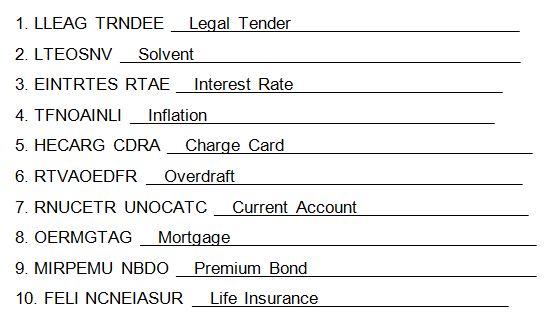 1. LLEAG TRNDEE Legal Tender
2. LTEOSNV Solvent
3. EINTRTES RTAE Interest Rate
4. TFNOAINLI Inflation
5. HECARG CDRA Charge Card
6. RTVAOEDFR Overdraft
7. RNUCETR UNOCATC Current Account
8. OERMGTAG Mortgage
9. MIRPEMU NBDO Premium Bond
10. FELI NCNEIASUR Life Insurance